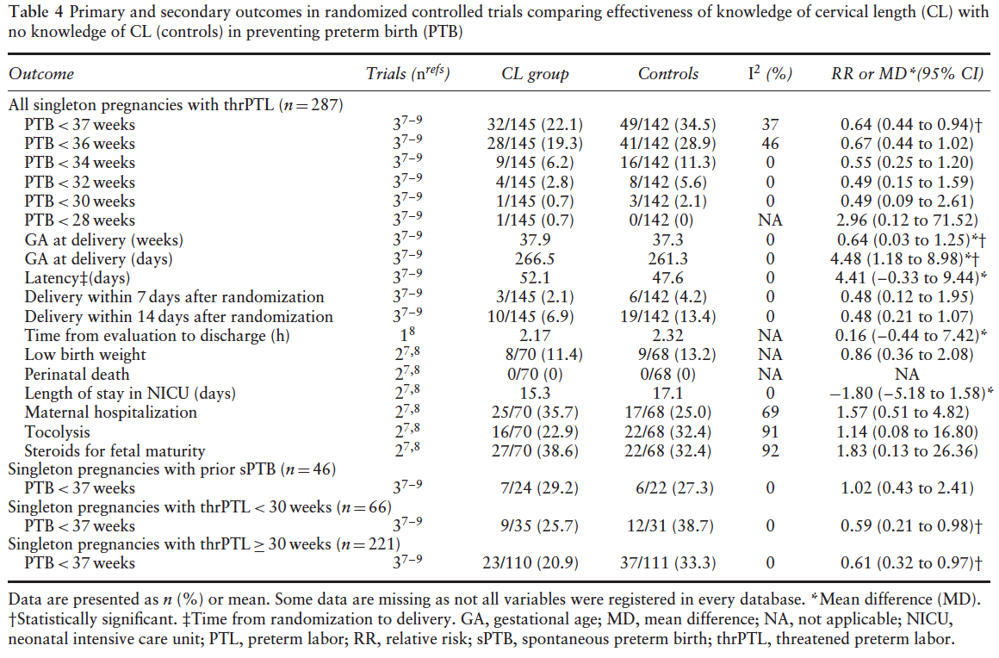 Table 4 Primary and secondary outcomes in randomized controlled trials comparing effectiveness of knowledge of cervical length (CL) with
no knowledge of CL (controls) in preventing preterm birth (PTB)
Outcome Trials (n^refs) CL group Controls I² (%) RR or MD*(95% CI)
All singleton pregnancies with thrPTL (n = 287)
PTB < 37 weeks 3^7–9 32/145 (22.1) 49/142 (34.5) 37 0.64 (0.44 to 0.94)†
PTB < 36 weeks 3^7–9 28/145 (19.3) 41/142 (28.9) 46 0.67 (0.44 to 1.02)
PTB < 34 weeks 3^7–9 9/145 (6.2) 16/142 (11.3) 0 0.55 (0.25 to 1.20)
PTB < 32 weeks 3^7–9 4/145 (2.8) 8/142 (5.6) 0 0.49 (0.15 to 1.59)
PTB < 30 weeks 3^7–9 1/145 (0.7) 3/142 (2.1) 0 0.49 (0.09 to 2.61)
PTB < 28 weeks 3^7–9 1/145 (0.7) 0/142 (0) NA 2.96 (0.12 to 71.52)
GA at delivery (weeks) 3^7–9 37.9 37.3 0 0.64 (0.03 to 1.25)*†
GA at delivery (days) 3^7–9 266.5 261.3 0 4.48 (1.18 to 8.98)*†
Latency‡(days) 3^7–9 52.1 47.6 0 4.41 (−0.33 to 9.44)*
Delivery within 7 days after randomization 3^7–9 3/145 (2.1) 6/142 (4.2) 0 0.48 (0.12 to 1.95)
Delivery within 14 days after randomization 3^7–9 10/145 (6.9) 19/142 (13.4) 0 0.48 (0.21 to 1.07)
Time from evaluation to discharge (h) 1^8 2.17 2.32 NA 0.16 (−0.44 to 7.42)*
Low birth weight 2^7,8 8/70 (11.4) 9/68 (13.2) NA 0.86 (0.36 to 2.08)
Perinatal death 2^7,8 0/70 (0) 0/68 (0) NA NA
Length of stay in NICU (days) 2^7,8 15.3 17.1 0 −1.80 (−5.18 to 1.58)*
Maternal hospitalization 2^7,8 25/70 (35.7) 17/68 (25.0) 69 1.57 (0.51 to 4.82)
Tocolysis 2^7,8 16/70 (22.9) 22/68 (32.4) 91 1.14 (0.08 to 16.80)
Steroids for fetal maturity 2^7,8 27/70 (38.6) 22/68 (32.4) 92 1.83 (0.13 to 26.36)
Singleton pregnancies with prior sPTB (n = 46)
PTB < 37 weeks 3^7–9 7/24 (29.2) 6/22 (27.3) 0 1.02 (0.43 to 2.41)
Singleton pregnancies with thrPTL < 30 weeks (n = 66)
PTB < 37 weeks 3^7–9 9/35 (25.7) 12/31 (38.7) 0 0.59 (0.21 to 0.98)†
Singleton pregnancies with thrPTL ≥ 30 weeks (n = 221)
PTB < 37 weeks 3^7–9 23/110 (20.9) 37/111 (33.3) 0 0.61 (0.32 to 0.97)†
Data are presented as n (%) or mean. Some data are missing as not all variables were registered in every database. *Mean difference (MD).
†Statistically significant. ‡Time from randomization to delivery. GA, gestational age; MD, mean difference; NA, not applicable; NICU,
neonatal intensive care unit; PTL, preterm labor; RR, relative risk; sPTB, spontaneous preterm birth; thrPTL, threatened preterm labor.